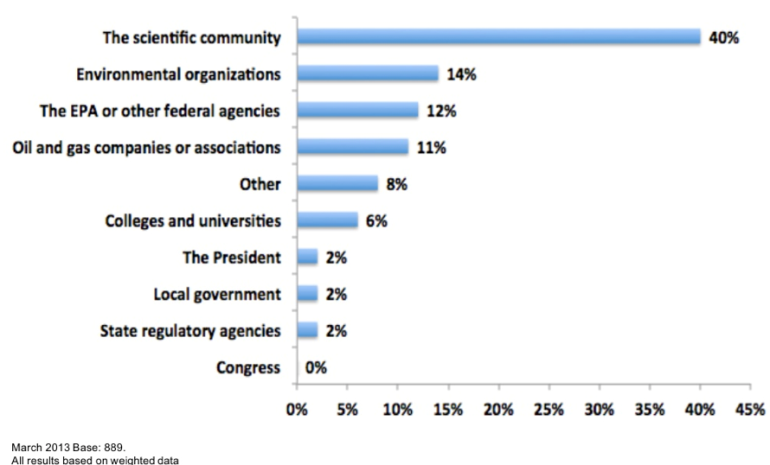 The scientific community 40%
Environmental organizations 14%
The EPA or other federal agencies 12%
Oil and gas companies or associations 11%
Other 8%
Colleges and universities 6%
The President 2%
Local government 2%
State regulatory agencies 2%
Congress 0%
0% 5% 10% 15% 20% 25% 30% 35% 40% 45%
March 2013 Base: 889.
All results based on weighted data